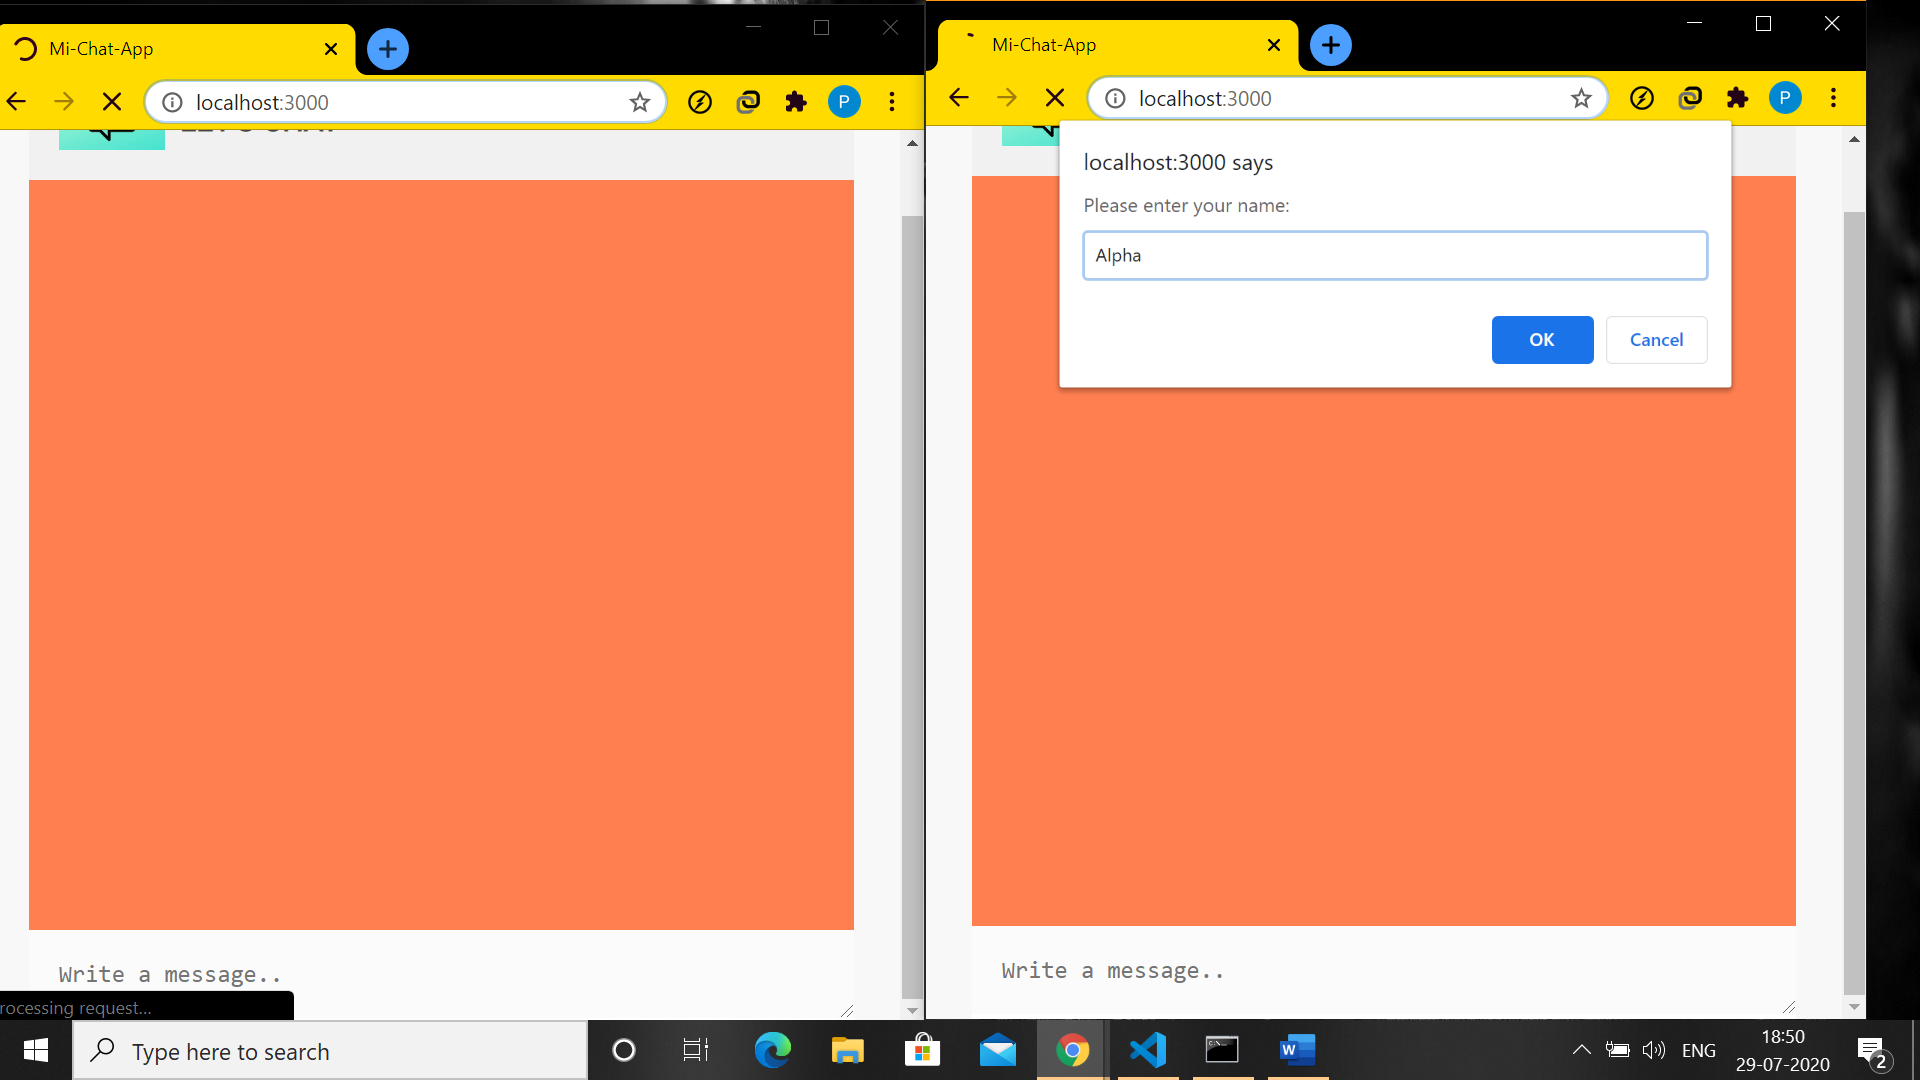 Mi-Chat-App
localhost:3000
P
Write a message..
rocessing request...
Mi-Chat-App
localhost:3000
P
localhost:3000 says
Please enter your name:
Alpha
OK
Cancel
Write a message..
Type here to search
ENG
18:50
29-07-2020
2